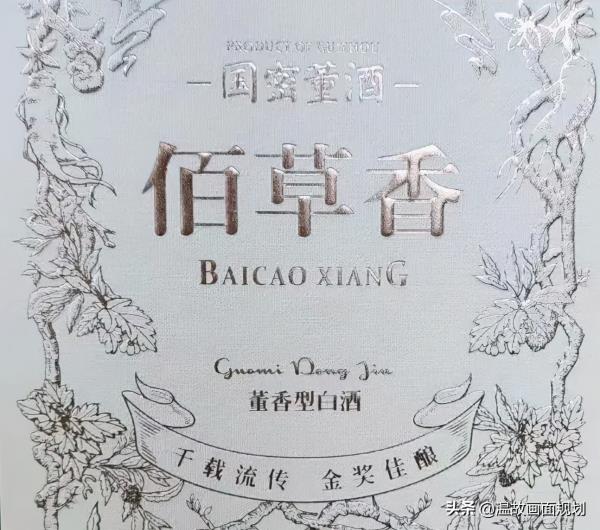 PRODUCT OF GUIZHOU
国密董酒
佰草香
BAICAO XIANG
Guomi Dong Jiu
董香型白酒
千载流传 金奖佳酿
头条 @温故画面规划